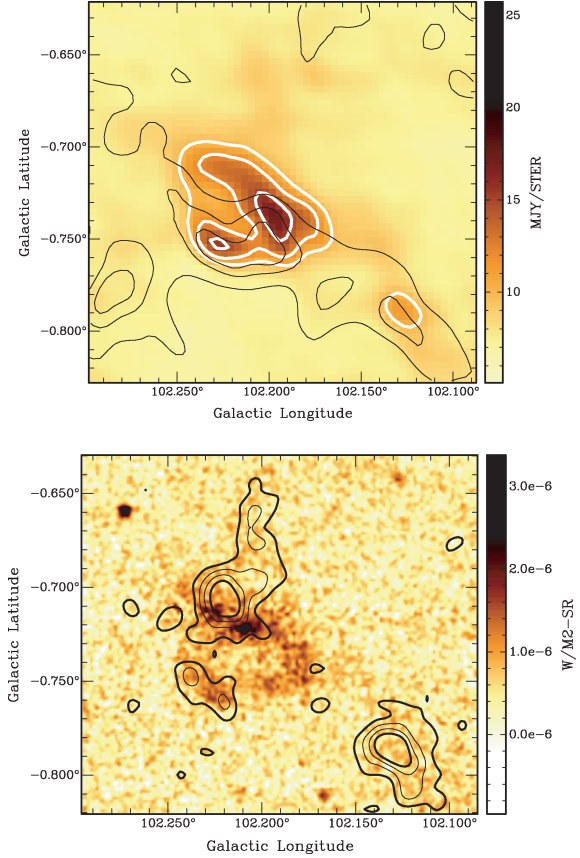 25
−0.650°
20
−0.700°
15
−0.750°
10
−0.800°
Galactic Latitude
MJY/STER
102.250° 102.200° 102.150° 102.100°
Galactic Longitude
3.0e-6
−0.650°
2.0e-6
−0.700°
1.0e-6
−0.750°
0.0e-6
−0.800°
Galactic Latitude
W/M2-SR
102.250° 102.200° 102.150° 102.100°
Galactic Longitude